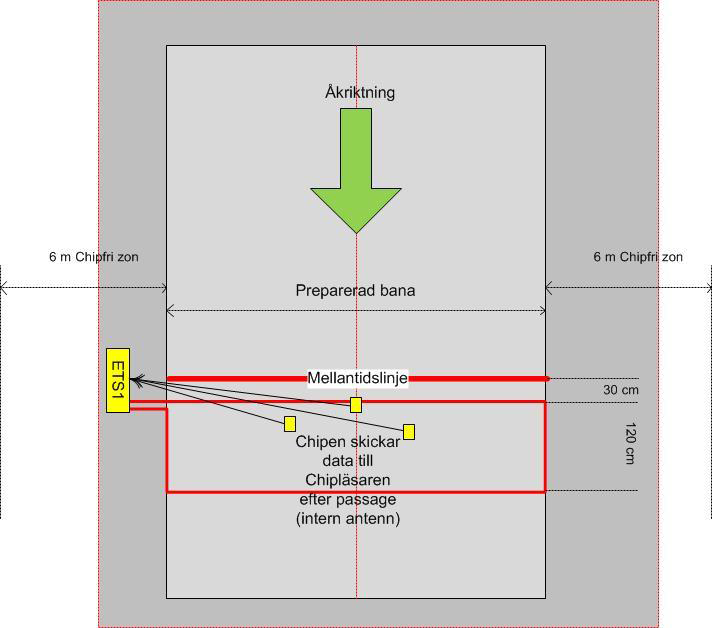 Åkriktning
6 m Chipfri zon
6 m Chipfri zon
Preparerad bana
ETS1
Mellantidslinje
30 cm
120 cm
Chipen skickar
data till
Chipläsaren
efter passage
(intern antenn)